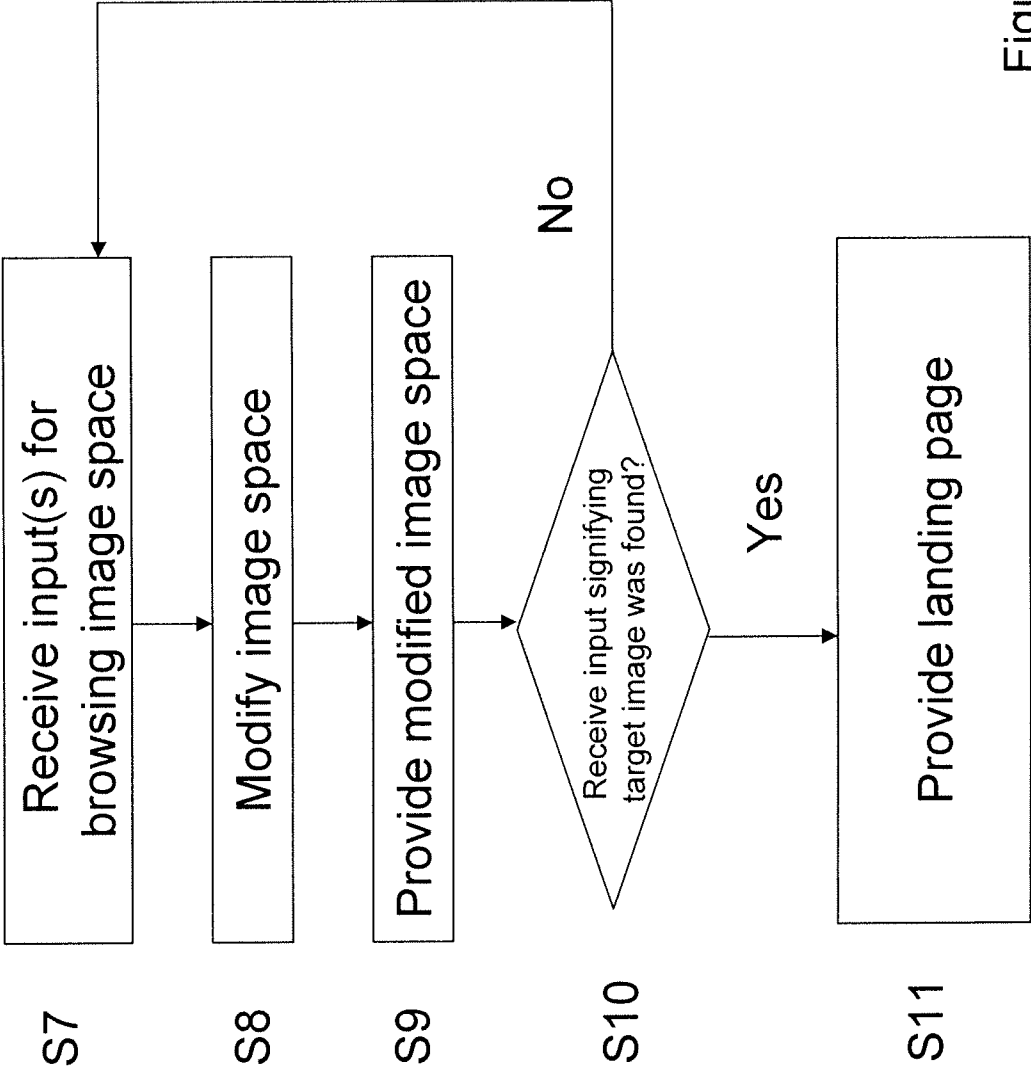 S7
Receive input(s) for
browsing image space
S8
Modify image space
S9
Provide modified image space
S10
Receive input signifying
target image was found?
No
Yes
S11
Provide landing page